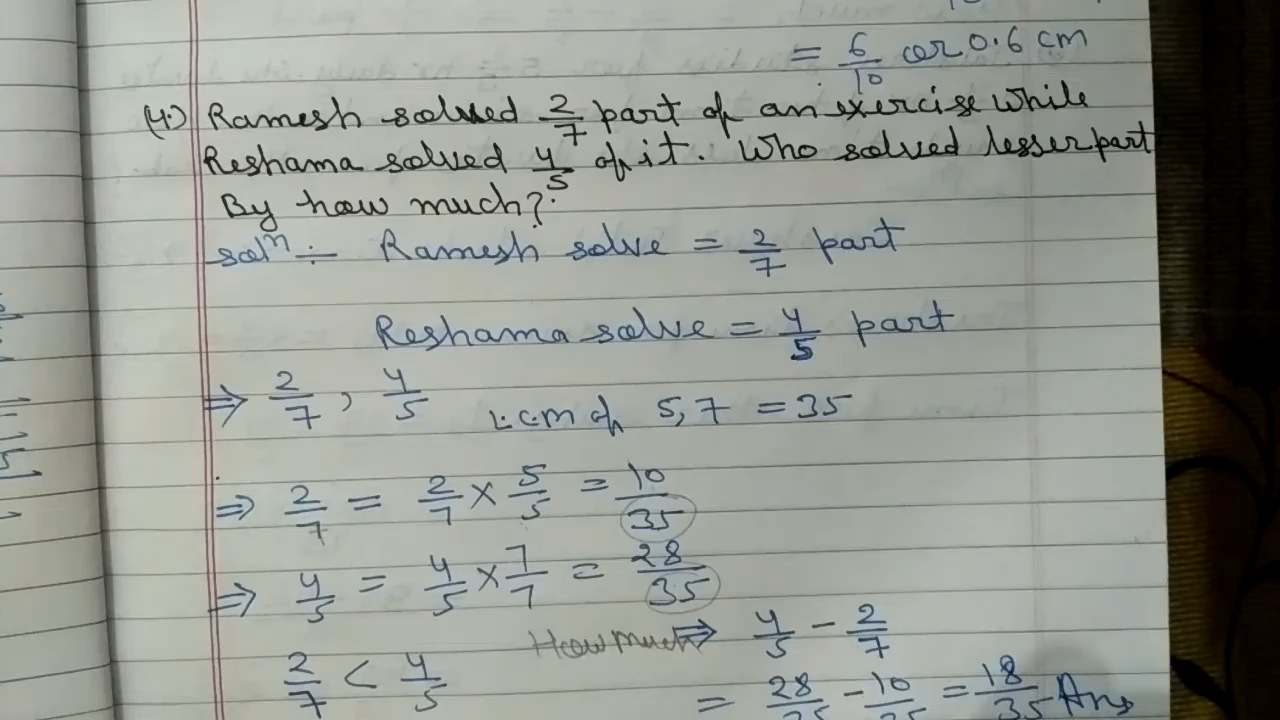 = 6/10 or 0.6 cm
(4.) Ramesh solved 2/7 part of an exercise while
Reshama solved 4/5 of it. Who solved lesser part
By how much?
solⁿ ÷ Ramesh solve = 2/7 part
Reshama solve = 4/5 part
⇒ 2/7, 4/5 L.cm of 5,7 = 35
⇒ 2/7 = 2/7 × 5/5 = 10/35
⇒ 4/5 = 4/5 × 7/7 = 28/35
How much ⇒ 4/5 - 2/7
2/7 < 4/5
= 28/35 - 10/35 = 18/35 Ans